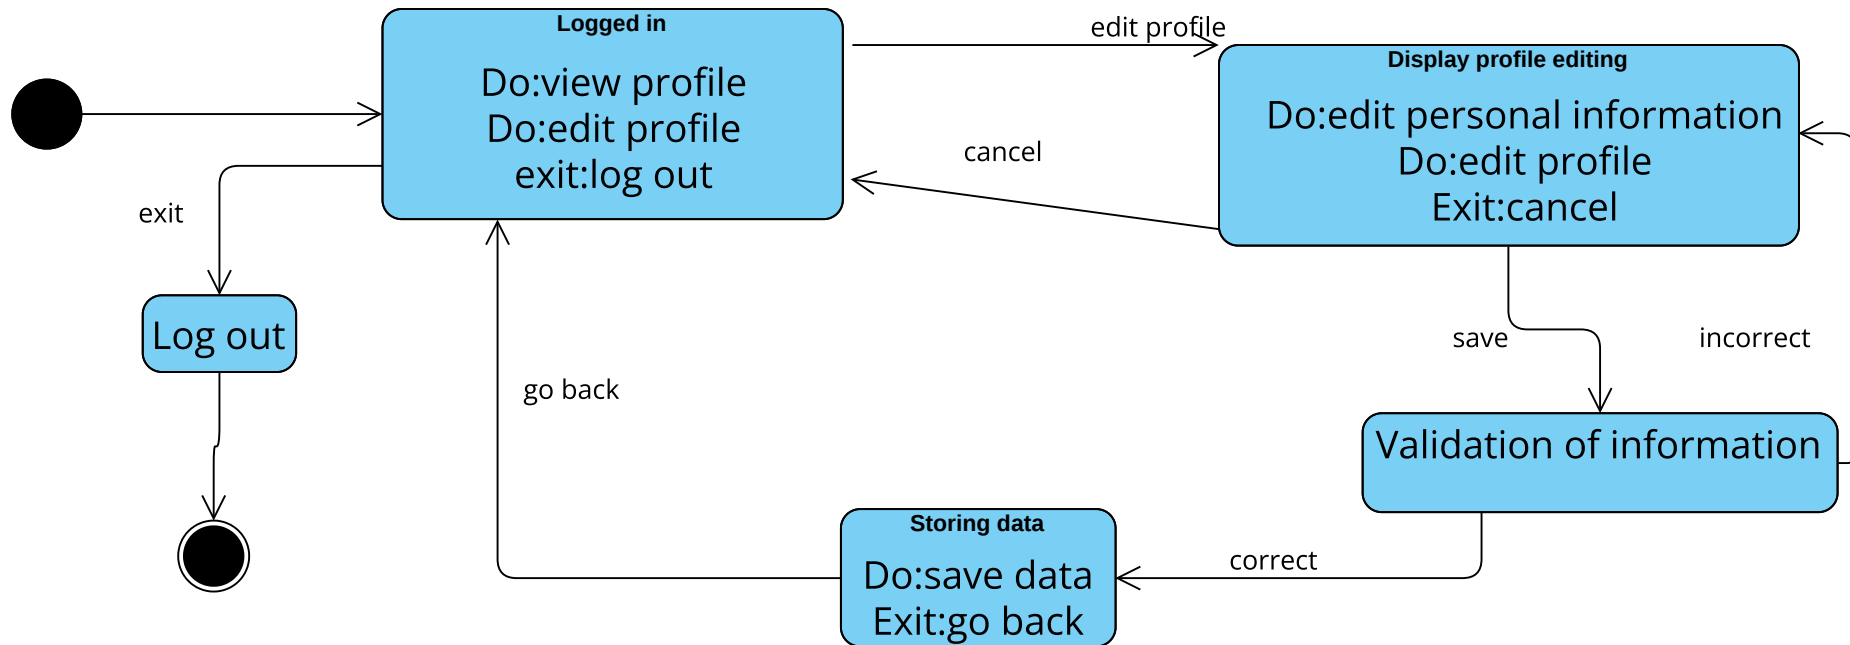 Logged in
Do:view profile
Do:edit profile
exit:log out
edit profile
Display profile editing
Do:edit personal information
Do:edit profile
Exit:cancel
cancel
exit
Log out
go back
save
incorrect
Validation of information
correct
Storing data
Do:save data
Exit:go back